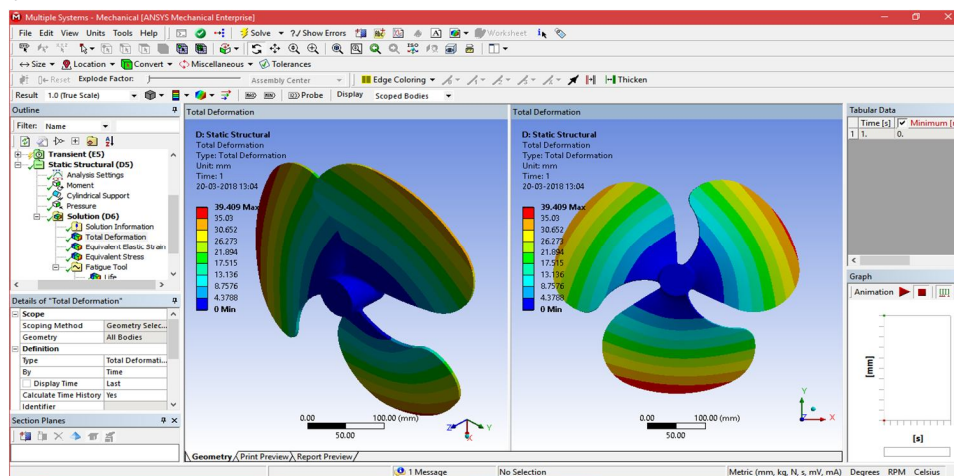 Multiple Systems - Mechanical [ANSYS Mechanical Enterprise]
File Edit View Units Tools Help Solve ?/ Show Errors Worksheet
Size Location Convert Miscellaneous Tolerances
Reset Explode Factor: Assembly Center Edge Coloring Thicken
Result 1.0 (True Scale) Probe Display Scoped Bodies
Outline
Filter: Name
Transient (E5)
Static Structural (D5)
Analysis Settings
Moment
Cylindrical Support
Pressure
Solution (D6)
Solution Information
Total Deformation
Equivalent Elastic Strain
Equivalent Stress
Fatigue Tool
Life
Details of "Total Deformation"
Scope
Scoping Method Geometry Selec...
Geometry All Bodies
Definition
Type Total Deformati...
By Time
Display Time Last
Calculate Time History Yes
Identifier
Section Planes
Total Deformation
D: Static Structural
Total Deformation
Type: Total Deformation
Unit: mm
Time: 1
20-03-2018 13:04
39.409 Max
35.03
30.652
26.273
21.894
17.515
13.136
8.7576
4.3788
0 Min
0.00 100.00 (mm)
50.00
Z Y X
Total Deformation
D: Static Structural
Total Deformation
Type: Total Deformation
Unit: mm
Time: 1
20-03-2018 13:04
39.409 Max
35.03
30.652
26.273
21.894
17.515
13.136
8.7576
4.3788
0 Min
0.00 100.00 (mm)
50.00
Y
Z X
Geometry Print Preview Report Preview
Tabular Data
Time [s] Minimum [
1 1. 0.
Graph
Animation
[mm]
[s]
1 Message No Selection Metric (mm, kg, N, s, mV, mA) Degrees RPM Celsius